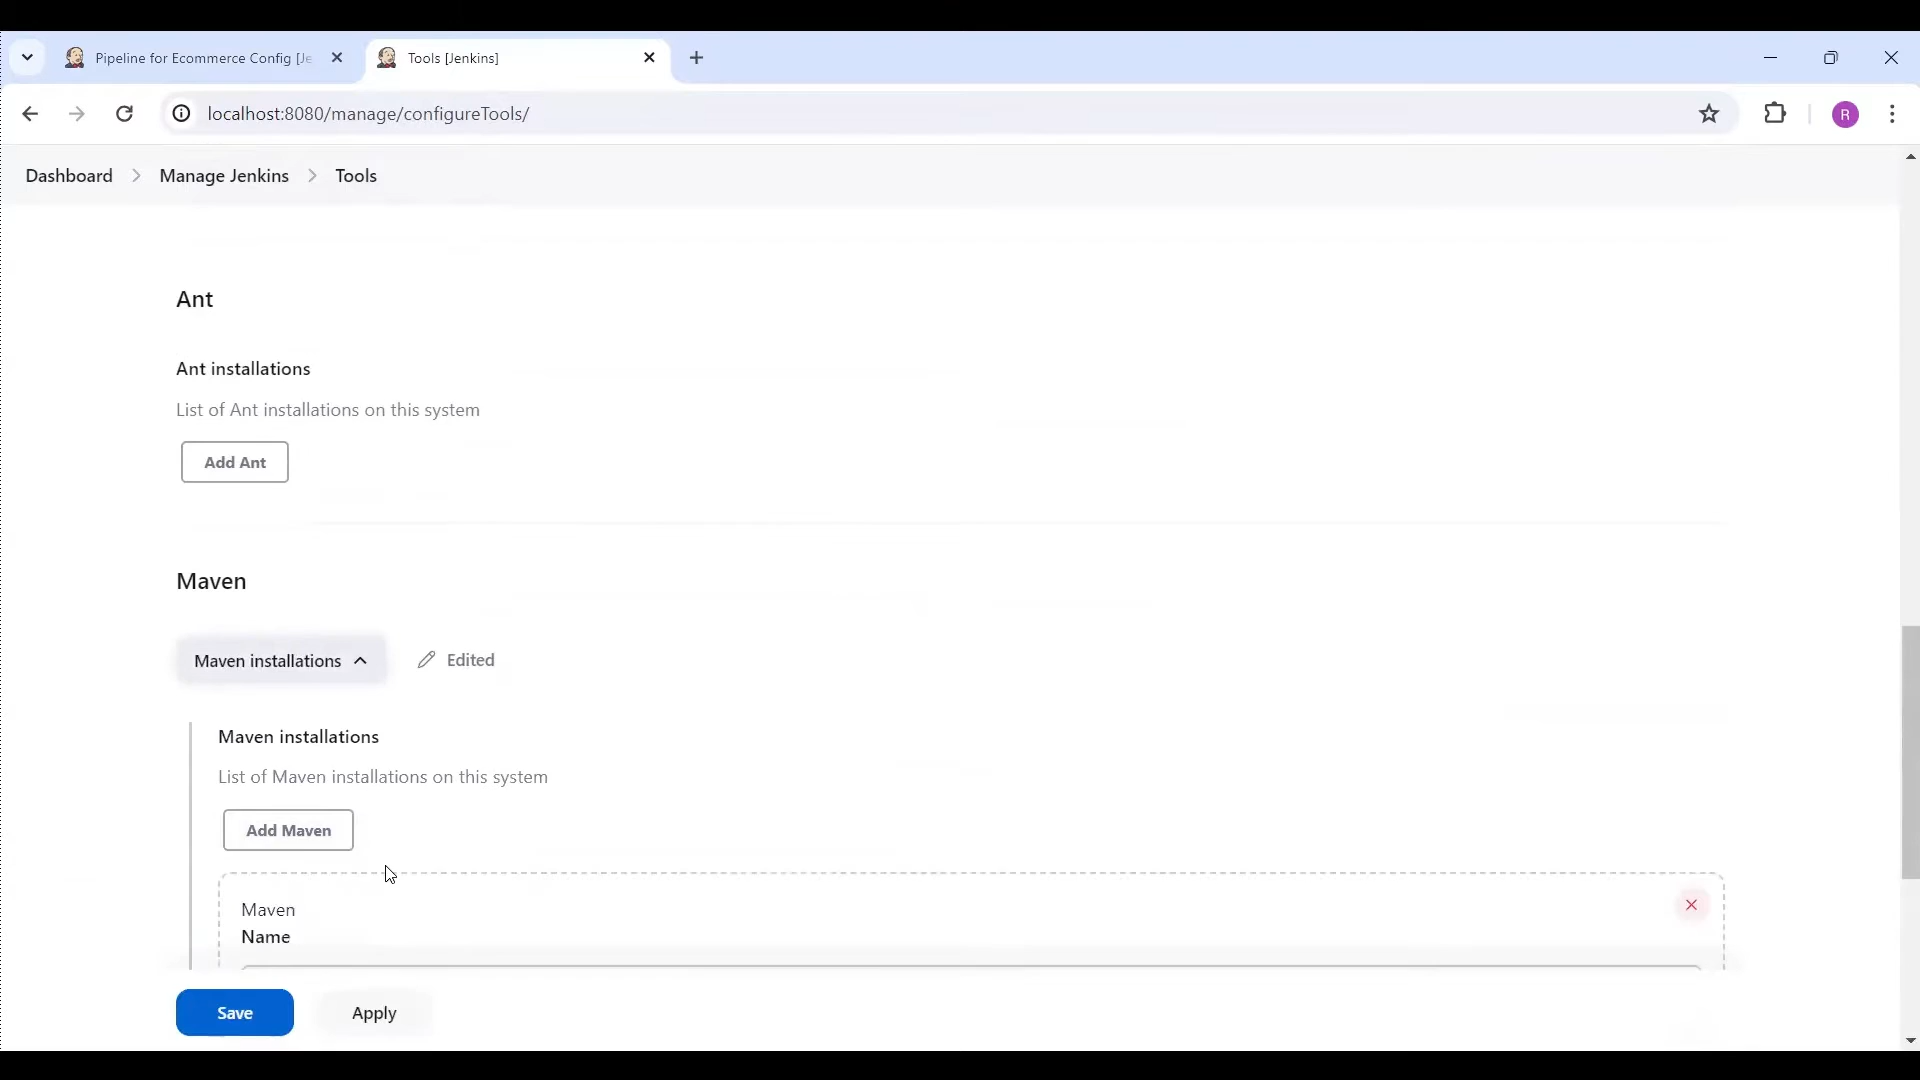 Pipeline for Ecommerce Config [Je
Tools [Jenkins]
localhost:8080/manage/configureTools/
R
Dashboard
Manage Jenkins
Tools
Ant
Ant installations
List of Ant installations on this system
Add Ant
Maven
Maven installations
Edited
Maven installations
List of Maven installations on this system
Add Maven
Maven
Name
Save
Apply